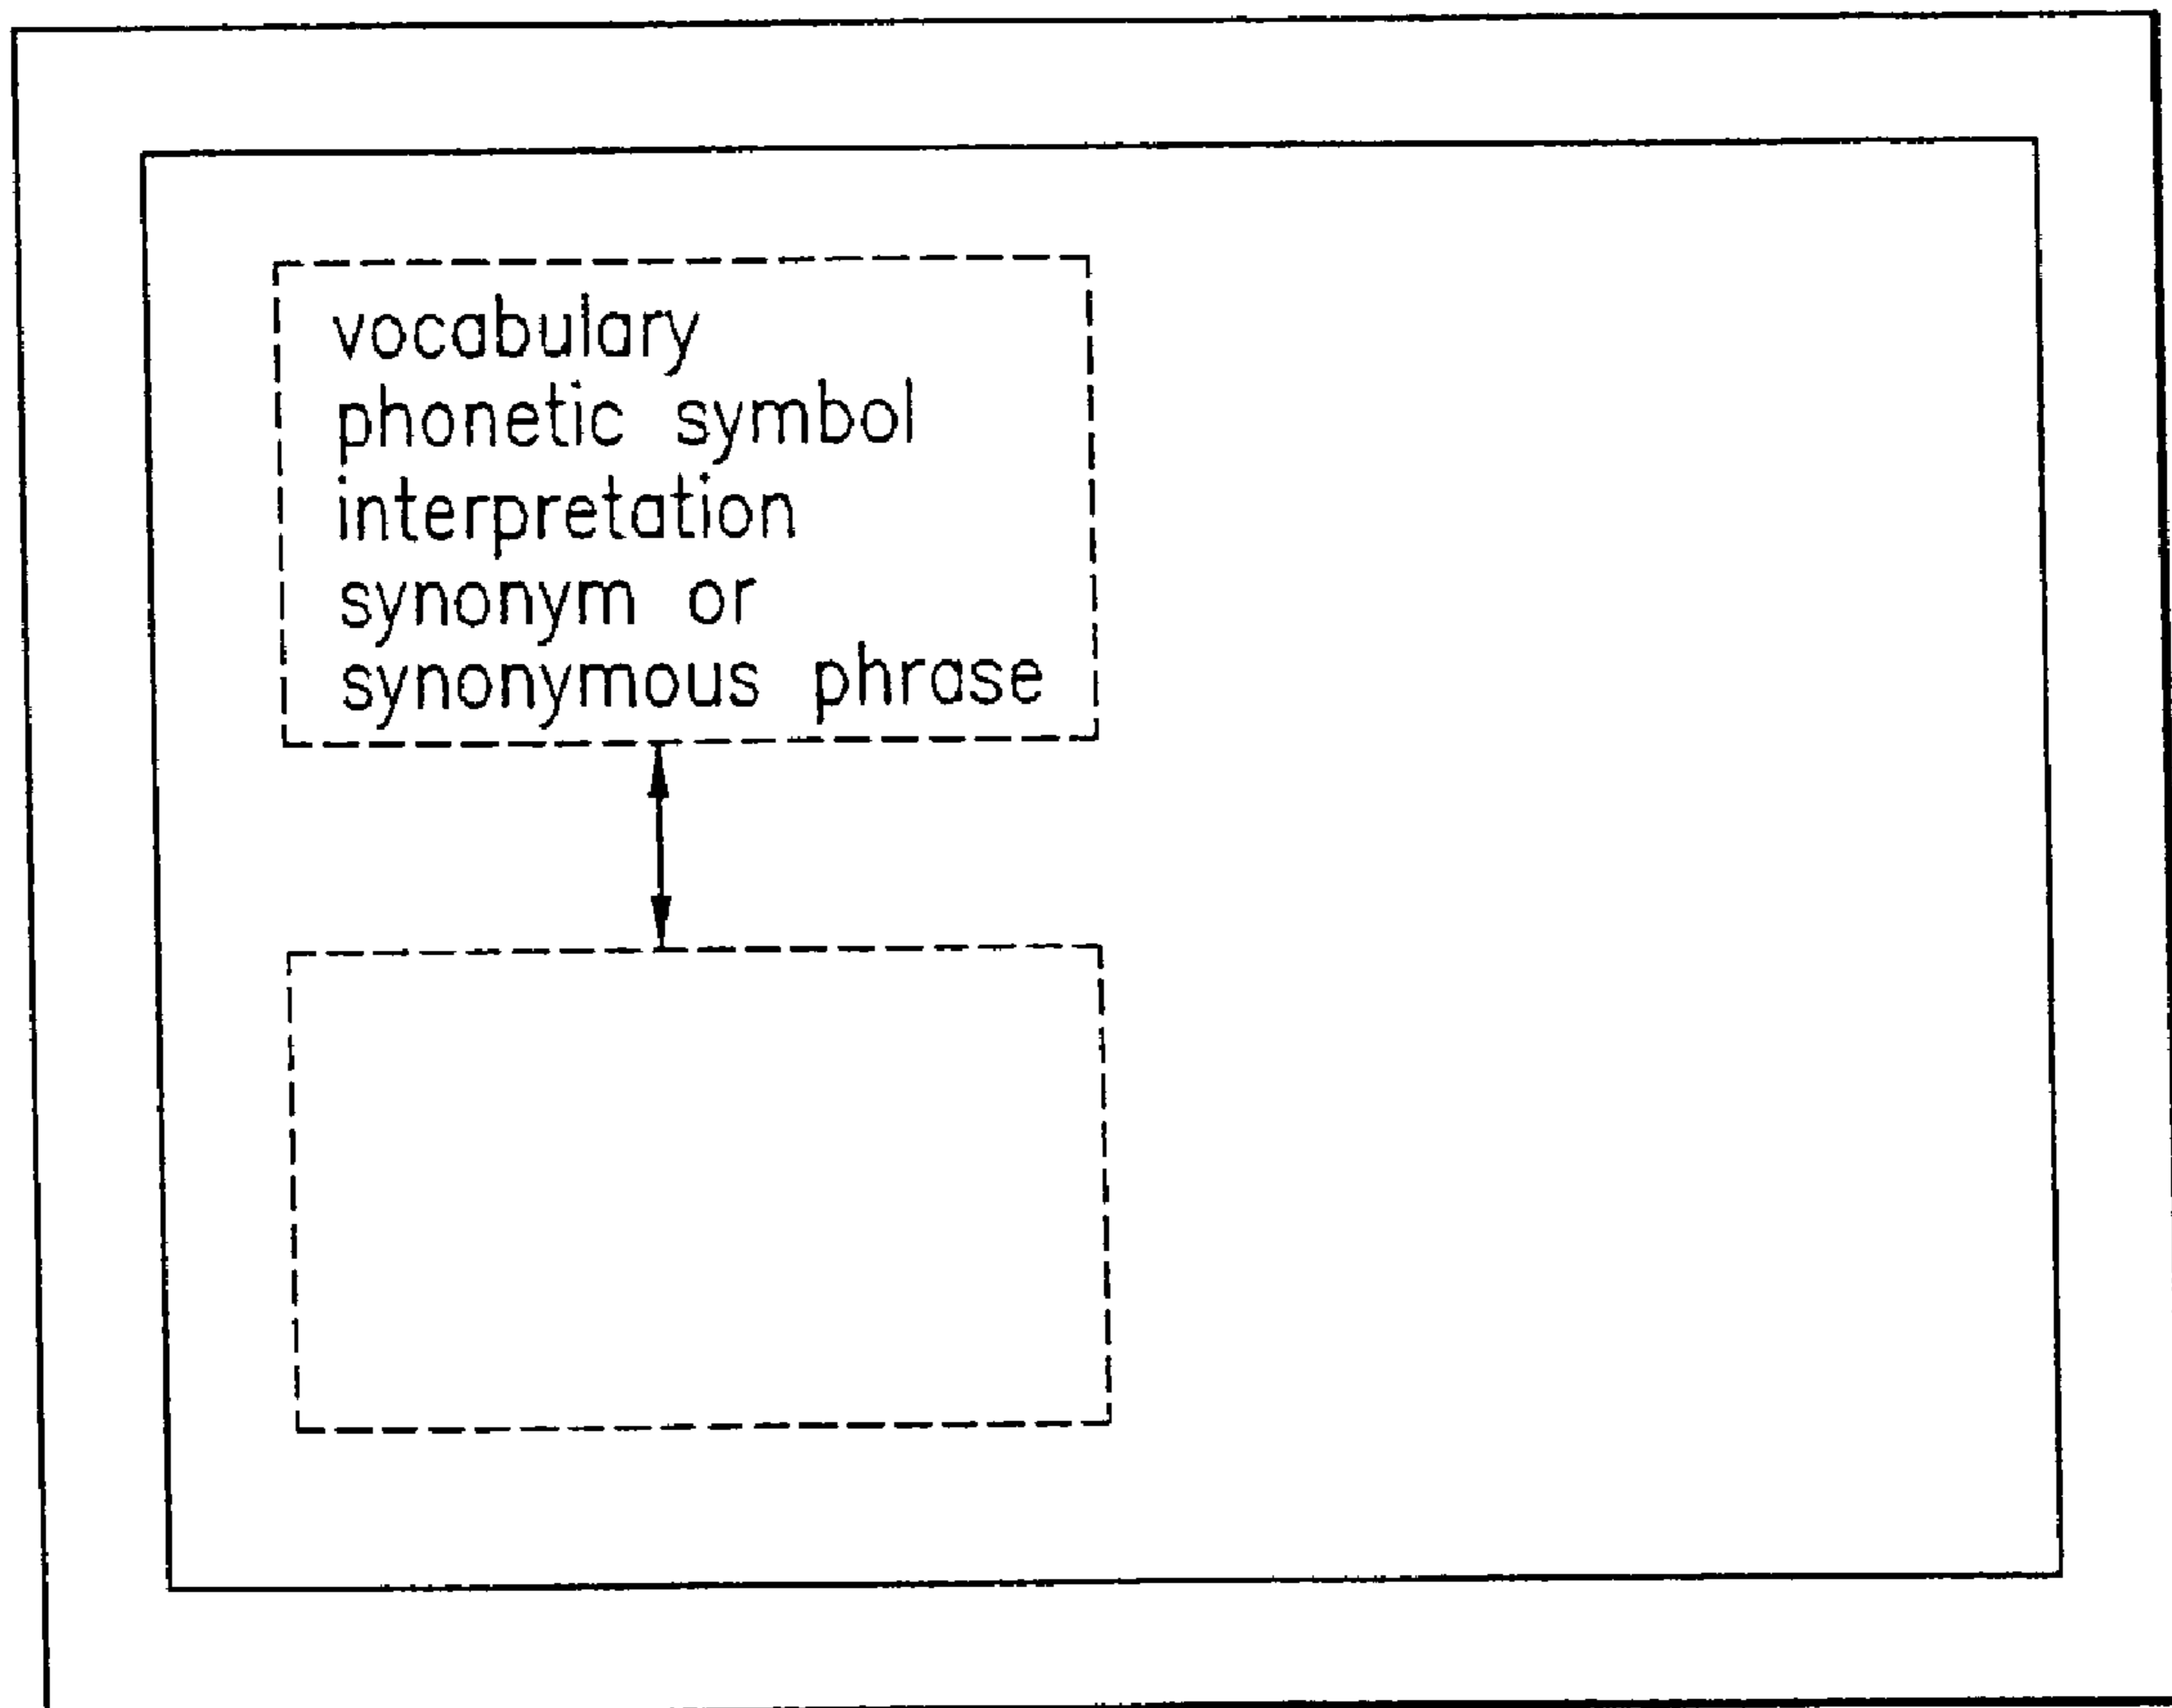 vocabulary
phonetic symbol
interpretation
synonym or
synonymous phrase